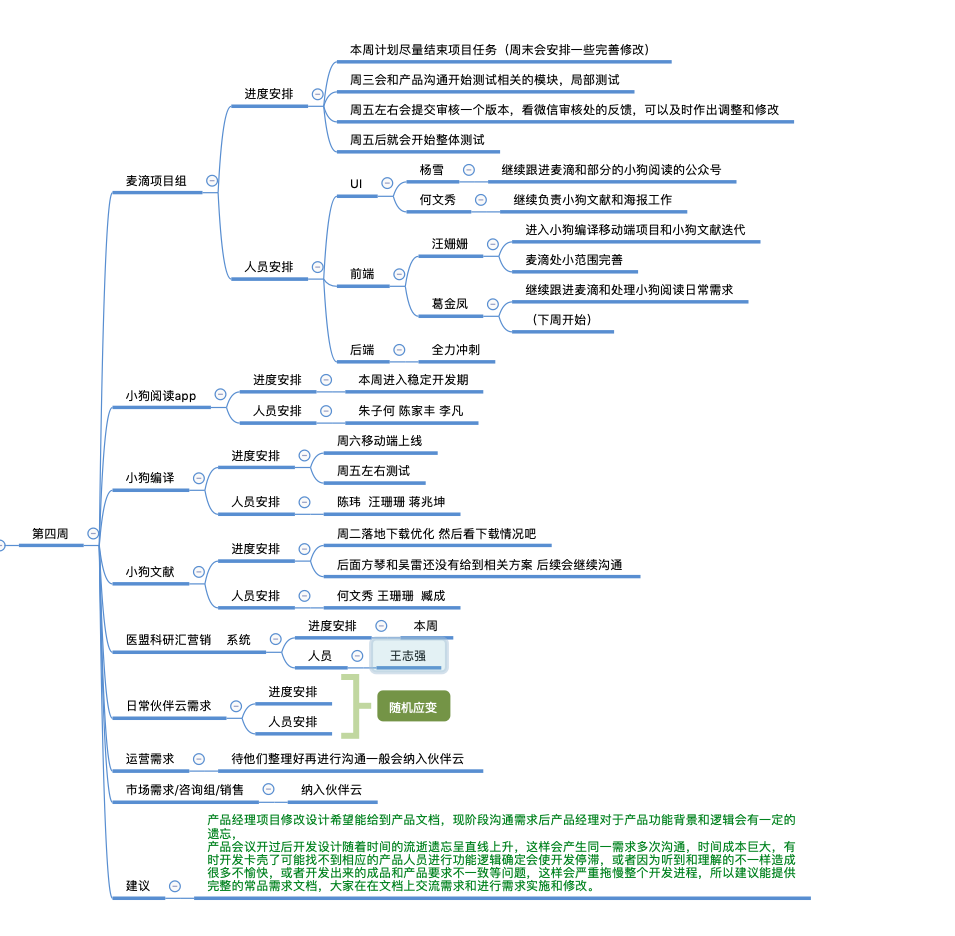 第四周
麦滴项目组
进度安排
本周计划尽量结束项目任务（周末会安排一些完善修改）
周三会和产品沟通开始测试相关的模块，局部测试
周五左右会提交审核一个版本，看微信审核处的反馈，可以及时作出调整和修改
周五后就会开始整体测试
人员安排
UI
杨雪
继续跟进麦滴和部分的小狗阅读的公众号
何文秀
继续负责小狗文献和海报工作
前端
汪姗姗
进入小狗编译移动端项目和小狗文献迭代
麦滴处小范围完善
葛金凤
继续跟进麦滴和处理小狗阅读日常需求
（下周开始）
后端
全力冲刺
小狗阅读app
进度安排
本周进入稳定开发期
人员安排
朱子何 陈家丰 李凡
小狗编译
进度安排
周六移动端上线
周五左右测试
人员安排
陈玮 汪珊珊 蒋兆坤
小狗文献
进度安排
周二落地下载优化 然后看下载情况吧
后面方琴和吴雷还没有给到相关方案 后续会继续沟通
人员安排
何文秀 王珊珊 臧成
医盟科研汇营销 系统
进度安排
本周
人员
王志强
日常伙伴云需求
进度安排
人员安排
随机应变
运营需求
待他们整理好再进行沟通一般会纳入伙伴云
市场需求/咨询组/销售
纳入伙伴云
建议
产品经理项目修改设计希望能给到产品文档，现阶段沟通需求后产品经理对于产品功能背景和逻辑会有一定的
遗忘，
产品会议开过后开发设计随着时间的流逝遗忘呈直线上升，这样会产生同一需求多次沟通，时间成本巨大，有
时开发卡壳了可能找不到相应的产品人员进行功能逻辑确定会使开发停滞，或者因为听到和理解的不一样造成
很多不愉快，或者开发出来的成品和产品要求不一致等问题，这样会严重拖慢整个开发进程，所以建议能提供
完整的常品需求文档，大家在在文档上交流需求和进行需求实施和修改。